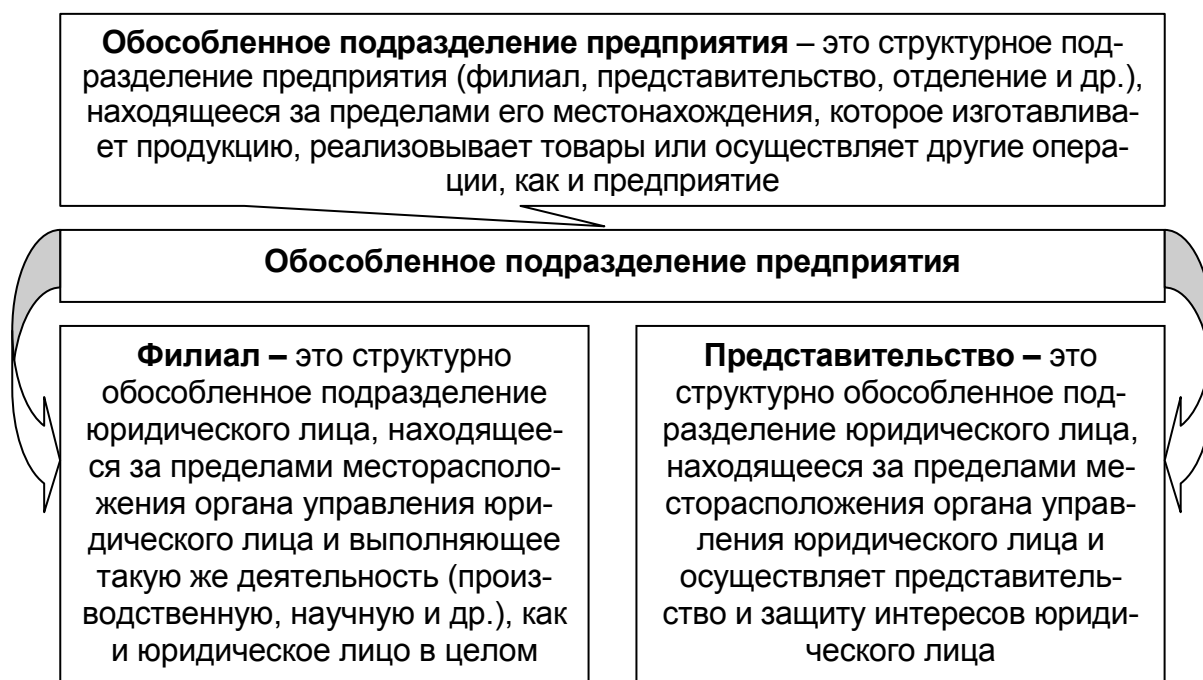 Обособленное подразделение предприятия – это структурное под-
разделение предприятия (филиал, представительство, отделение и др.),
находящееся за пределами его местонахождения, которое изготавлива-
ет продукцию, реализовывает товары или осуществляет другие опера-
ции, как и предприятие
Обособленное подразделение предприятия
Филиал – это структурно
обособленное подразделение
юридического лица, находящее-
ся за пределами месторасполо-
жения органа управления юри-
дического лица и выполняющее
такую же деятельность (произ-
водственную, научную и др.), как
и юридическое лицо в целом
Представительство – это
структурно обособленное под-
разделение юридического лица,
находящееся за пределами ме-
сторасположения органа управ-
ления юридического лица и
осуществляет представитель-
ство и защиту интересов юриди-
ческого лица